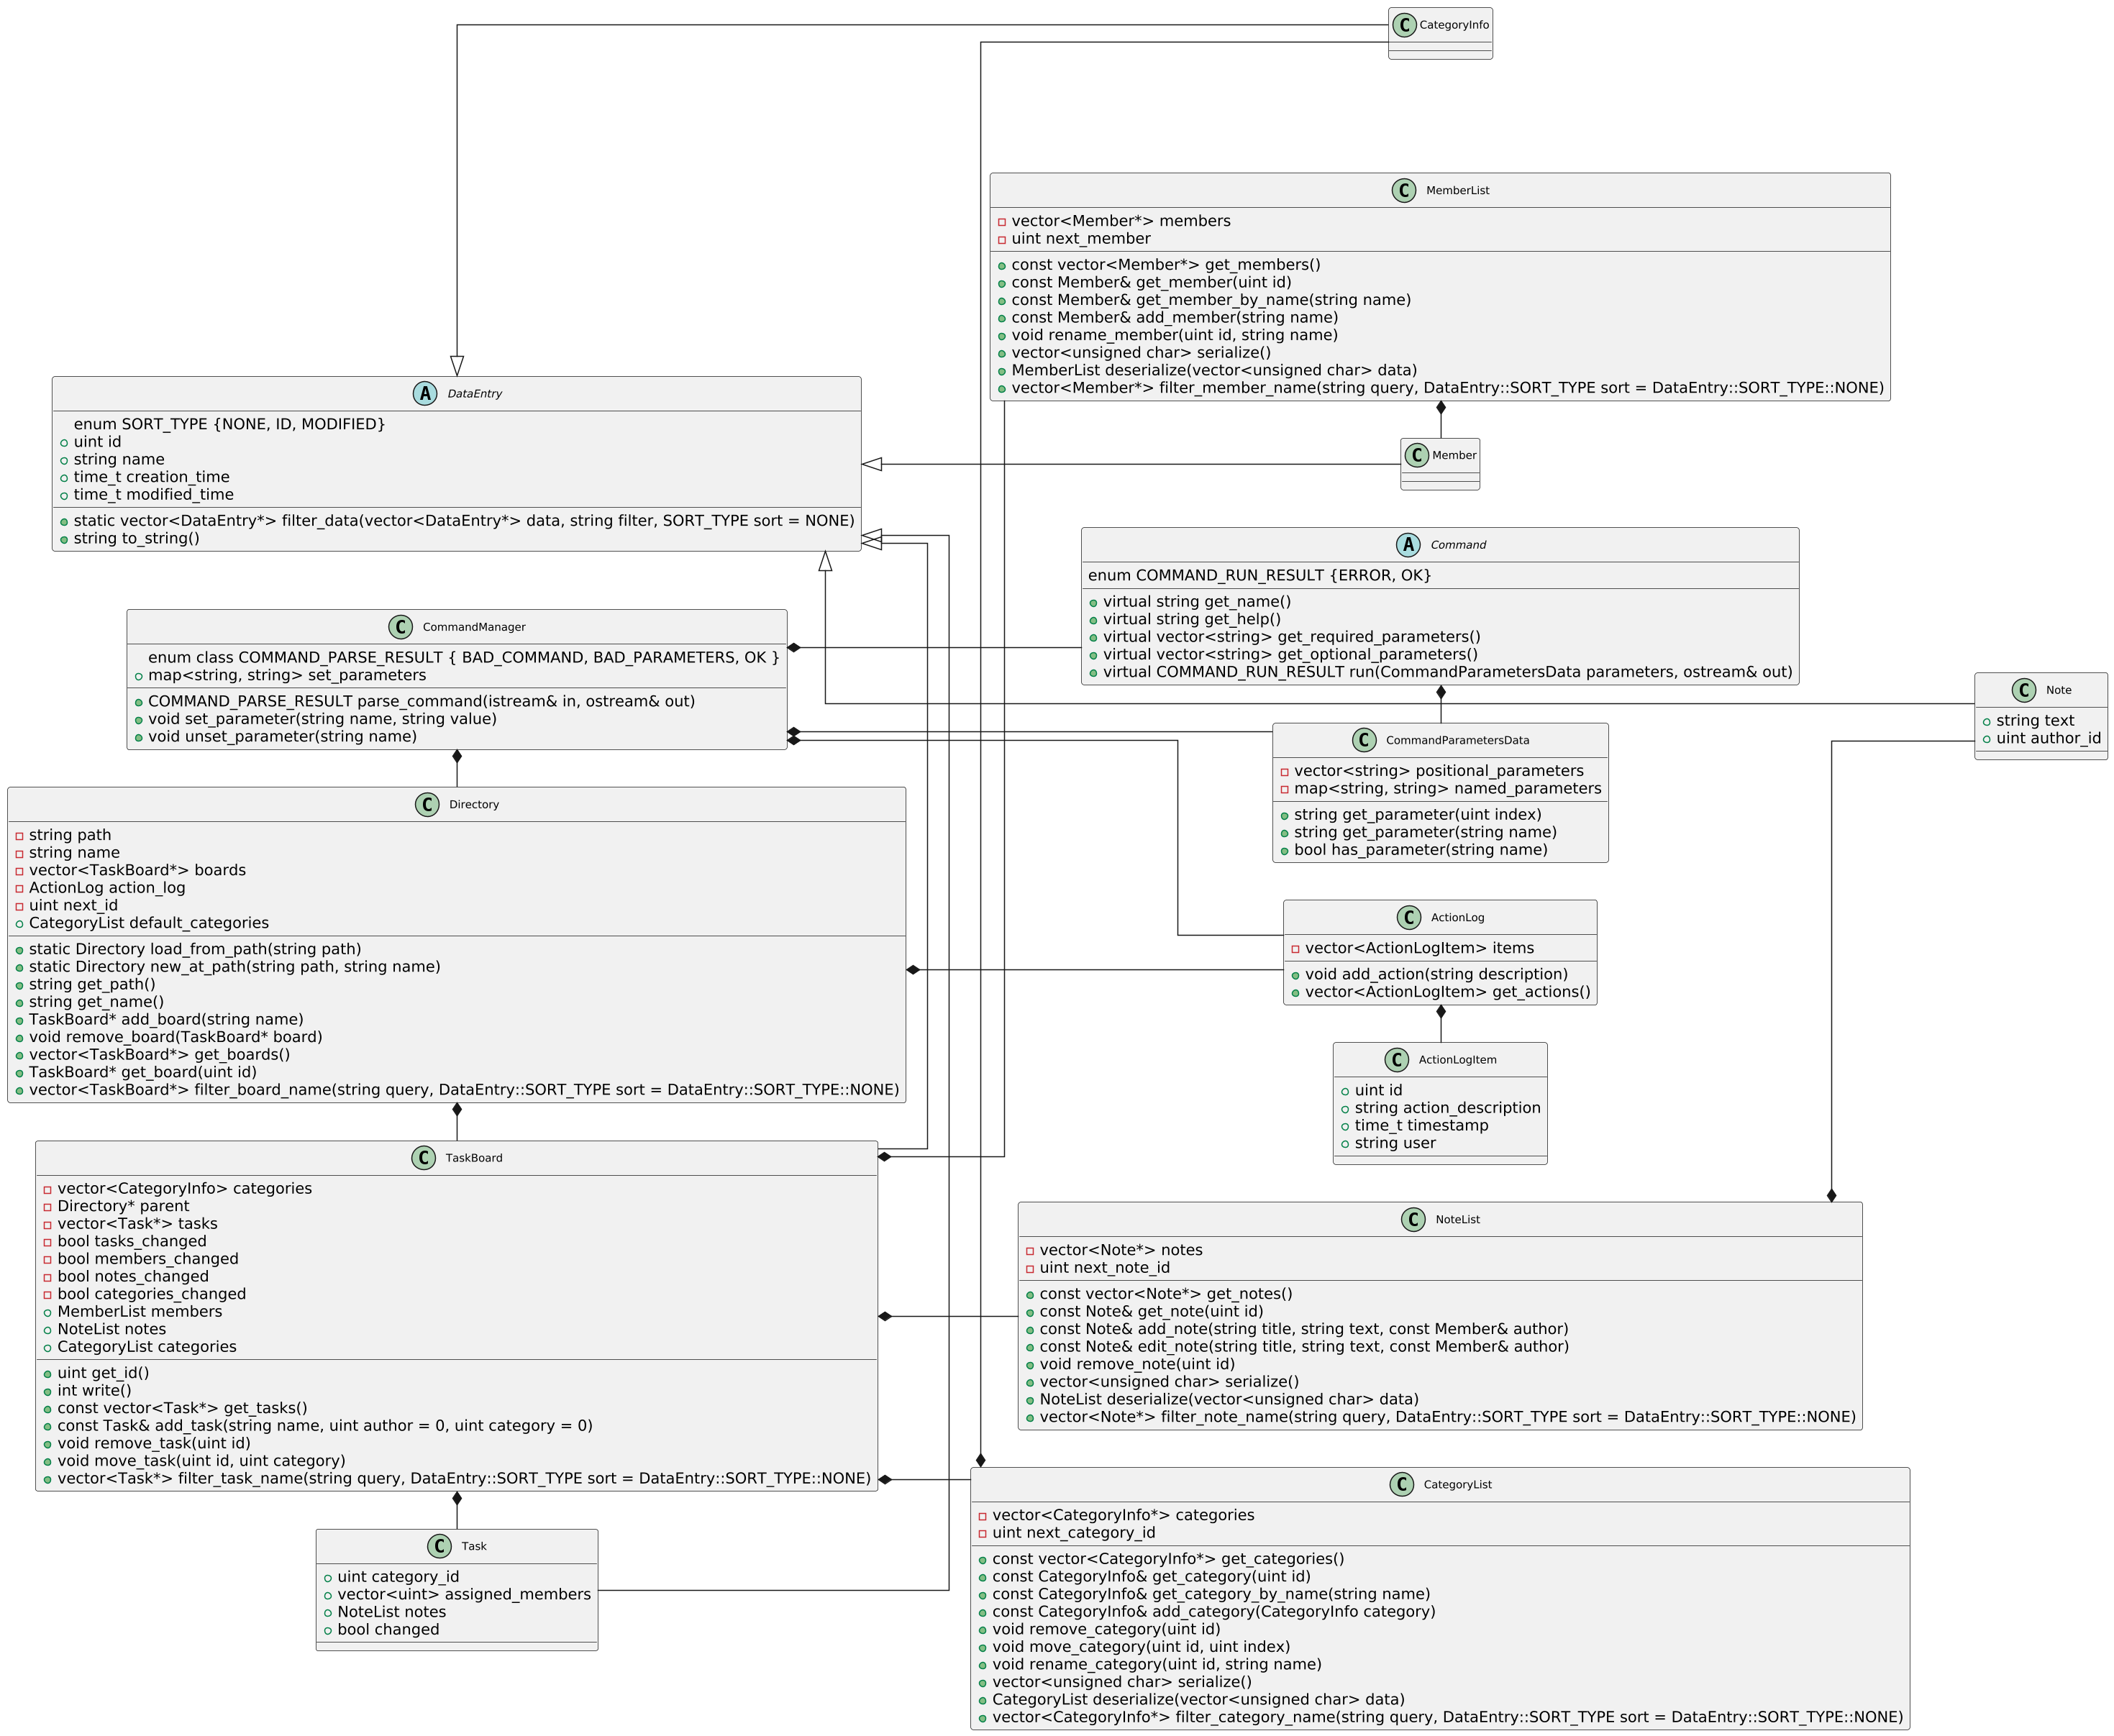 C CategoryInfo
C MemberList
vector<Member*> members
uint next_member
const vector<Member*> get_members()
const Member& get_member(uint id)
const Member& get_member_by_name(string name)
const Member& add_member(string name)
void rename_member(uint id, string name)
vector<unsigned char> serialize()
MemberList deserialize(vector<unsigned char> data)
vector<Member*> filter_member_name(string query, DataEntry::SORT_TYPE sort = DataEntry::SORT_TYPE::NONE)
A DataEntry
enum SORT_TYPE {NONE, ID, MODIFIED}
uint id
string name
time_t creation_time
time_t modified_time
static vector<DataEntry*> filter_data(vector<DataEntry*> data, string filter, SORT_TYPE sort = NONE)
string to_string()
C Member
A Command
enum COMMAND_RUN_RESULT {ERROR, OK}
virtual string get_name()
virtual string get_help()
virtual vector<string> get_required_parameters()
virtual vector<string> get_optional_parameters()
virtual COMMAND_RUN_RESULT run(CommandParametersData parameters, ostream& out)
C CommandManager
enum class COMMAND_PARSE_RESULT { BAD_COMMAND, BAD_PARAMETERS, OK }
map<string, string> set_parameters
COMMAND_PARSE_RESULT parse_command(istream& in, ostream& out)
void set_parameter(string name, string value)
void unset_parameter(string name)
C Note
string text
uint author_id
C CommandParametersData
vector<string> positional_parameters
map<string, string> named_parameters
string get_parameter(uint index)
string get_parameter(string name)
bool has_parameter(string name)
C Directory
string path
string name
vector<TaskBoard*> boards
ActionLog action_log
uint next_id
CategoryList default_categories
static Directory load_from_path(string path)
static Directory new_at_path(string path, string name)
string get_path()
string get_name()
TaskBoard* add_board(string name)
void remove_board(TaskBoard* board)
vector<TaskBoard*> get_boards()
TaskBoard* get_board(uint id)
vector<TaskBoard*> filter_board_name(string query, DataEntry::SORT_TYPE sort = DataEntry::SORT_TYPE::NONE)
C ActionLog
vector<ActionLogItem> items
void add_action(string description)
vector<ActionLogItem> get_actions()
C ActionLogItem
uint id
string action_description
time_t timestamp
string user
C TaskBoard
vector<CategoryInfo> categories
Directory* parent
vector<Task*> tasks
bool tasks_changed
bool members_changed
bool notes_changed
bool categories_changed
MemberList members
NoteList notes
CategoryList categories
uint get_id()
int write()
const vector<Task*> get_tasks()
const Task& add_task(string name, uint author = 0, uint category = 0)
void remove_task(uint id)
void move_task(uint id, uint category)
vector<Task*> filter_task_name(string query, DataEntry::SORT_TYPE sort = DataEntry::SORT_TYPE::NONE)
C NoteList
vector<Note*> notes
uint next_note_id
const vector<Note*> get_notes()
const Note& get_note(uint id)
const Note& add_note(string title, string text, const Member& author)
const Note& edit_note(string title, string text, const Member& author)
void remove_note(uint id)
vector<unsigned char> serialize()
NoteList deserialize(vector<unsigned char> data)
vector<Note*> filter_note_name(string query, DataEntry::SORT_TYPE sort = DataEntry::SORT_TYPE::NONE)
C Task
uint category_id
vector<uint> assigned_members
NoteList notes
bool changed
C CategoryList
vector<CategoryInfo*> categories
uint next_category_id
const vector<CategoryInfo*> get_categories()
const CategoryInfo& get_category(uint id)
const CategoryInfo& get_category_by_name(string name)
const CategoryInfo& add_category(CategoryInfo category)
void remove_category(uint id)
void move_category(uint id, uint index)
void rename_category(uint id, string name)
vector<unsigned char> serialize()
CategoryList deserialize(vector<unsigned char> data)
vector<CategoryInfo*> filter_category_name(string query, DataEntry::SORT_TYPE sort = DataEntry::SORT_TYPE::NONE)